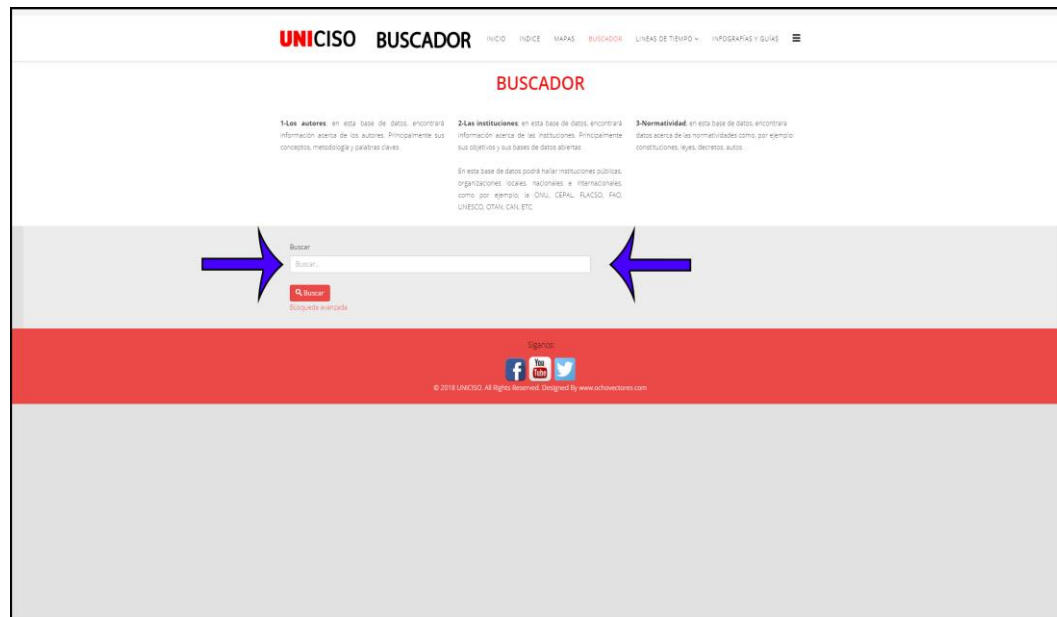 UNICISO BUSCADOR INICIO INDICE MAPAS BUSCADOR LINEAS DE TIEMPO INFOGRAFÍAS Y GUÍAS
BUSCADOR
1-Los autores: en esta base de datos, encontrará
información acerca de los autores. Principalmente sus
conceptos, metodología y palabras claves.
2-Las instituciones: en esta base de datos, encontrará
información acerca de las instituciones. Principalmente
sus objetivos y sus bases de datos abiertas.
En esta base de datos podrá hallar instituciones públicas,
organizaciones locales, nacionales e internacionales,
como por ejemplo, la ONU, CEPAL, FLACSO, FAO,
UNESCO, OTAN, CAN, ETC.
3-Normatividad: en esta base de datos, encontrara
datos acerca de las normatividades como, por ejemplo:
constituciones, leyes, decretos, autos.
Buscar
Buscar...
Buscar
Búsqueda avanzada
Síganos:
You
Tube
© 2018 UNICISO. All Rights Reserved. Designed By www.ochovectores.com